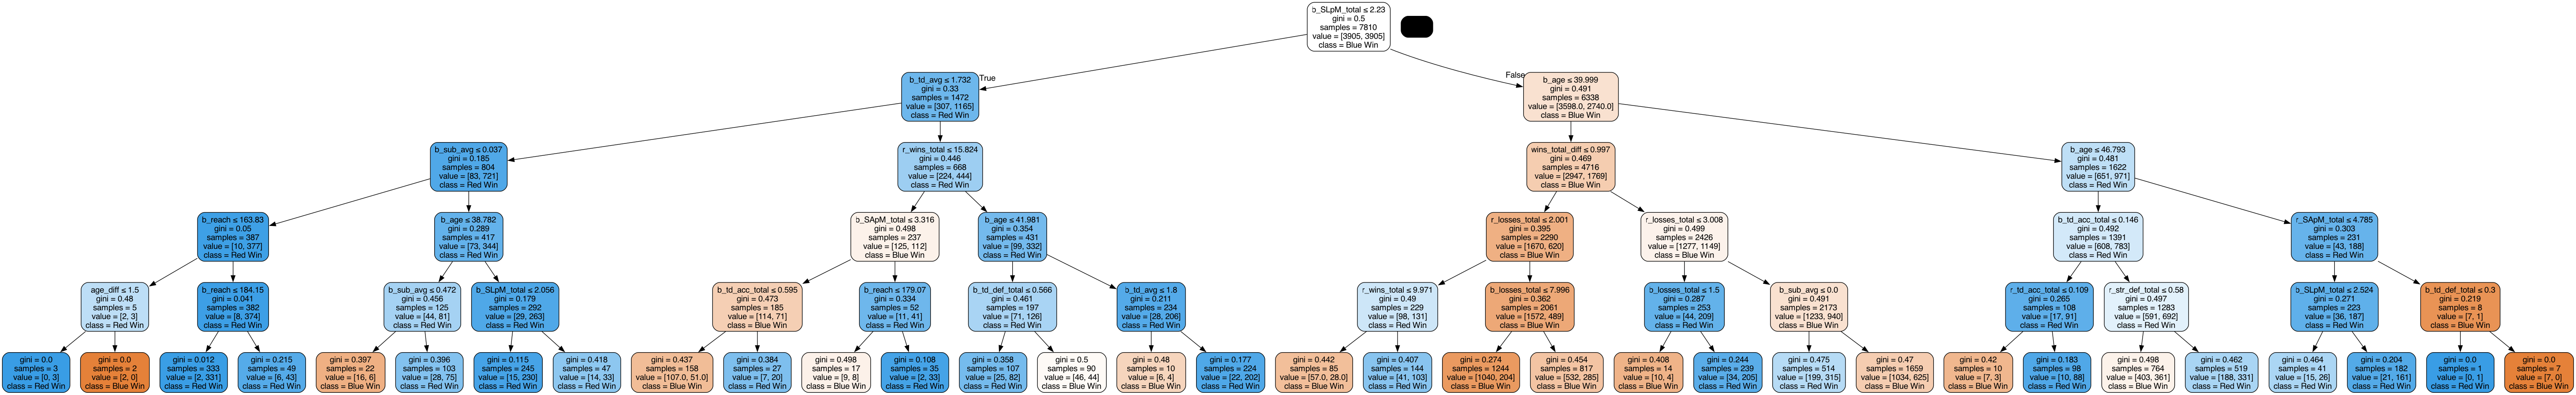 b_SLpM_total ≤ 2.23
gini = 0.5
samples = 7810
value = [3905, 3905]
class = Blue Win
True
False
b_td_avg ≤ 1.732
gini = 0.33
samples = 1472
value = [307, 1165]
class = Red Win
b_age ≤ 39.999
gini = 0.491
samples = 6338
value = [3598.0, 2740.0]
class = Blue Win
b_sub_avg ≤ 0.037
gini = 0.185
samples = 804
value = [83, 721]
class = Red Win
r_wins_total ≤ 15.824
gini = 0.446
samples = 668
value = [224, 444]
class = Red Win
wins_total_diff ≤ 0.997
gini = 0.469
samples = 4716
value = [2947, 1769]
class = Blue Win
b_age ≤ 46.793
gini = 0.481
samples = 1622
value = [651, 971]
class = Red Win
b_reach ≤ 163.83
gini = 0.05
samples = 387
value = [10, 377]
class = Red Win
b_age ≤ 38.782
gini = 0.289
samples = 417
value = [73, 344]
class = Red Win
b_SApM_total ≤ 3.316
gini = 0.498
samples = 237
value = [125, 112]
class = Blue Win
b_age ≤ 41.981
gini = 0.354
samples = 431
value = [99, 332]
class = Red Win
r_losses_total ≤ 2.001
gini = 0.395
samples = 2290
value = [1670, 620]
class = Blue Win
r_losses_total ≤ 3.008
gini = 0.499
samples = 2426
value = [1277, 1149]
class = Blue Win
b_td_acc_total ≤ 0.146
gini = 0.492
samples = 1391
value = [608, 783]
class = Red Win
r_SApM_total ≤ 4.785
gini = 0.303
samples = 231
value = [43, 188]
class = Red Win
age_diff ≤ 1.5
gini = 0.48
samples = 5
value = [2, 3]
class = Red Win
b_reach ≤ 184.15
gini = 0.041
samples = 382
value = [8, 374]
class = Red Win
b_sub_avg ≤ 0.472
gini = 0.456
samples = 125
value = [44, 81]
class = Red Win
b_SLpM_total ≤ 2.056
gini = 0.179
samples = 292
value = [29, 263]
class = Red Win
b_td_acc_total ≤ 0.595
gini = 0.473
samples = 185
value = [114, 71]
class = Blue Win
b_reach ≤ 179.07
gini = 0.334
samples = 52
value = [11, 41]
class = Red Win
b_td_def_total ≤ 0.566
gini = 0.461
samples = 197
value = [71, 126]
class = Red Win
b_td_avg ≤ 1.8
gini = 0.211
samples = 234
value = [28, 206]
class = Red Win
r_wins_total ≤ 9.971
gini = 0.49
samples = 229
value = [98, 131]
class = Red Win
b_losses_total ≤ 7.996
gini = 0.362
samples = 2061
value = [1572, 489]
class = Blue Win
b_losses_total ≤ 1.5
gini = 0.287
samples = 253
value = [44, 209]
class = Red Win
b_sub_avg ≤ 0.0
gini = 0.491
samples = 2173
value = [1233, 940]
class = Blue Win
r_td_acc_total ≤ 0.109
gini = 0.265
samples = 108
value = [17, 91]
class = Red Win
r_str_def_total ≤ 0.58
gini = 0.497
samples = 1283
value = [591, 692]
class = Red Win
b_SLpM_total ≤ 2.524
gini = 0.271
samples = 223
value = [36, 187]
class = Red Win
b_td_def_total ≤ 0.3
gini = 0.219
samples = 8
value = [7, 1]
class = Blue Win
gini = 0.0
samples = 3
value = [0, 3]
class = Red Win
gini = 0.0
samples = 2
value = [2, 0]
class = Blue Win
gini = 0.012
samples = 333
value = [2, 331]
class = Red Win
gini = 0.215
samples = 49
value = [6, 43]
class = Red Win
gini = 0.397
samples = 22
value = [16, 6]
class = Blue Win
gini = 0.396
samples = 103
value = [28, 75]
class = Red Win
gini = 0.115
samples = 245
value = [15, 230]
class = Red Win
gini = 0.418
samples = 47
value = [14, 33]
class = Red Win
gini = 0.437
samples = 158
value = [107.0, 51.0]
class = Blue Win
gini = 0.384
samples = 27
value = [7, 20]
class = Red Win
gini = 0.498
samples = 17
value = [9, 8]
class = Blue Win
gini = 0.108
samples = 35
value = [2, 33]
class = Red Win
gini = 0.358
samples = 107
value = [25, 82]
class = Red Win
gini = 0.5
samples = 90
value = [46, 44]
class = Blue Win
gini = 0.48
samples = 10
value = [6, 4]
class = Blue Win
gini = 0.177
samples = 224
value = [22, 202]
class = Red Win
gini = 0.442
samples = 85
value = [57.0, 28.0]
class = Blue Win
gini = 0.407
samples = 144
value = [41, 103]
class = Red Win
gini = 0.274
samples = 1244
value = [1040, 204]
class = Blue Win
gini = 0.454
samples = 817
value = [532, 285]
class = Blue Win
gini = 0.408
samples = 14
value = [10, 4]
class = Blue Win
gini = 0.244
samples = 239
value = [34, 205]
class = Red Win
gini = 0.475
samples = 514
value = [199, 315]
class = Red Win
gini = 0.47
samples = 1659
value = [1034, 625]
class = Blue Win
gini = 0.42
samples = 10
value = [7, 3]
class = Blue Win
gini = 0.183
samples = 98
value = [10, 88]
class = Red Win
gini = 0.498
samples = 764
value = [403, 361]
class = Blue Win
gini = 0.462
samples = 519
value = [188, 331]
class = Red Win
gini = 0.464
samples = 41
value = [15, 26]
class = Red Win
gini = 0.204
samples = 182
value = [21, 161]
class = Red Win
gini = 0.0
samples = 1
value = [0, 1]
class = Red Win
gini = 0.0
samples = 7
value = [7, 0]
class = Blue Win